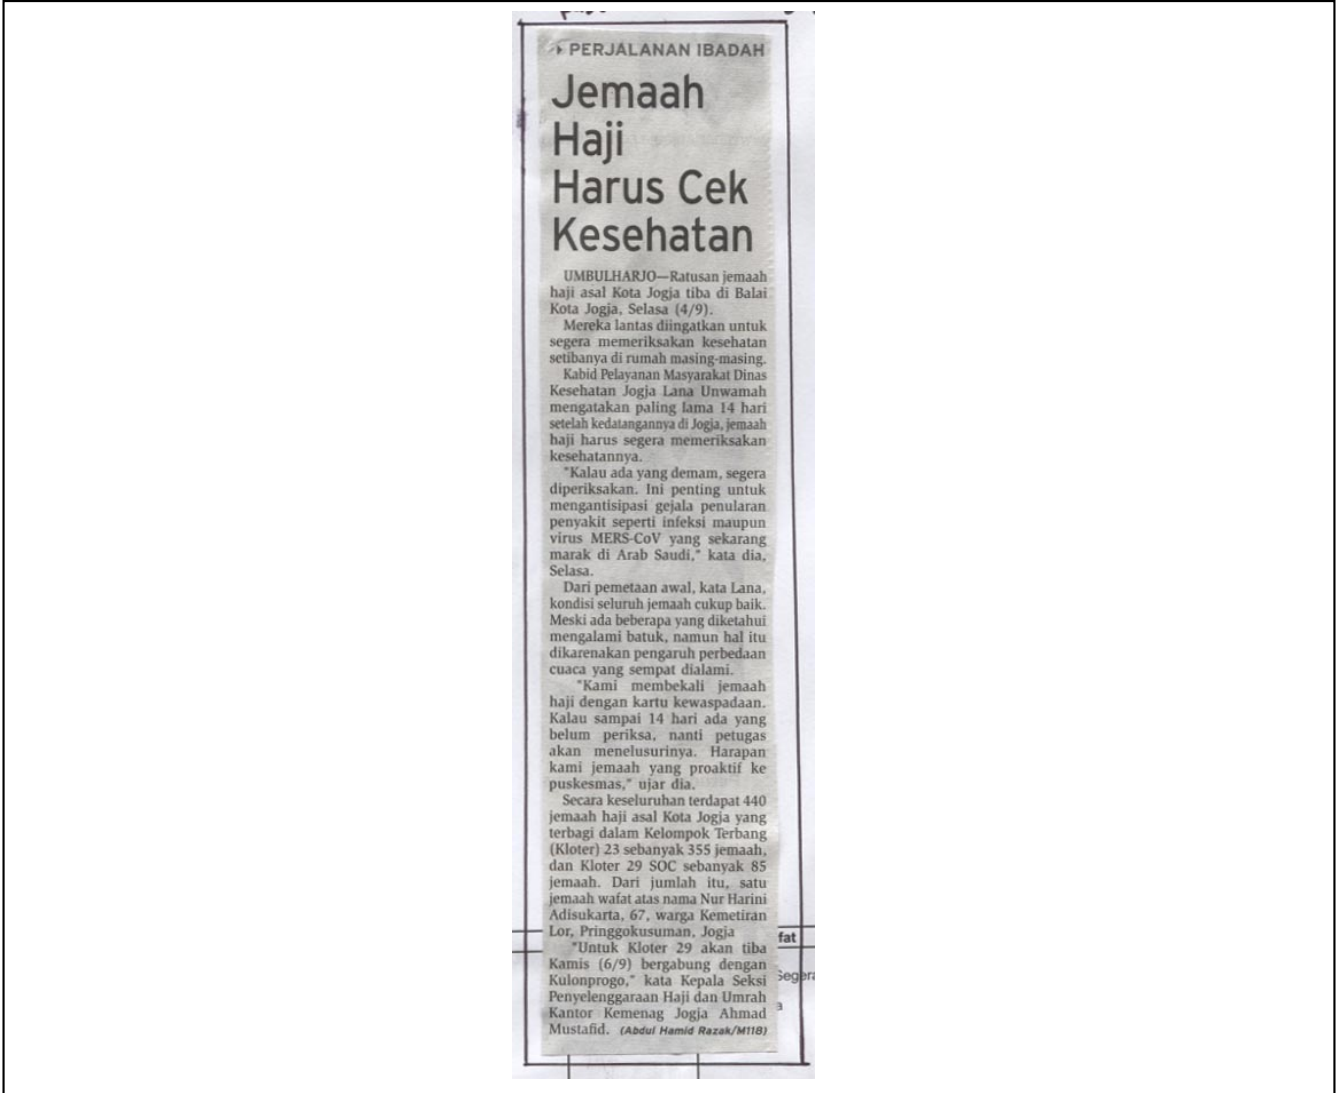 PERJALANAN IBADAH
Jemaah
Haji
Harus Cek
Kesehatan
UMBULHARJO—Ratusan jemaah
haji asal Kota Jogja tiba di Balai
Kota Jogja, Selasa (4/9).
Mereka lantas diingatkan untuk
segera memeriksakan kesehatan
setibanya di rumah masing-masing.
Kabid Pelayanan Masyarakat Dinas
Kesehatan Jogja Lana Unwamah
mengatakan paling lama 14 hari
setelah kedatangannya di Jogja, jemaah
haji harus segera memeriksakan
kesehatannya.
"Kalau ada yang demam, segera
diperiksakan. Ini penting untuk
mengantisipasi gejala penularan
penyakit seperti infeksi maupun
virus MERS-CoV yang sekarang
marak di Arab Saudi," kata dia,
Selasa.
Dari pemetaan awal, kata Lana,
kondisi seluruh jemaah cukup baik.
Meski ada beberapa yang diketahui
mengalami batuk, namun hal itu
dikarenakan pengaruh perbedaan
cuaca yang sempat dialami.
"Kami membekali jemaah
haji dengan kartu kewaspadaan.
Kalau sampai 14 hari ada yang
belum periksa, nanti petugas
akan menelusurinya. Harapan
kami jemaah yang proaktif ke
puskesmas," ujar dia.
Secara keseluruhan terdapat 440
jemaah haji asal Kota Jogja yang
terbagi dalam Kelompok Terbang
(Kloter) 23 sebanyak 355 jemaah,
dan Kloter 29 SOC sebanyak 85
jemaah. Dari jumlah itu, satu
jemaah wafat atas nama Nur Harini
Adisukarta, 67, warga Kemetiran
Lor, Pringgokusuman, Jogja
"Untuk Kloter 29 akan tiba
Kamis (6/9) bergabung dengan
Kulonprogo," kata Kepala Seksi
Penyelenggaraan Haji dan Umrah
Kantor Kemenag Jogja Ahmad
Mustafid. (Abdul Hamid Razak/M118)
fat
Segera
a